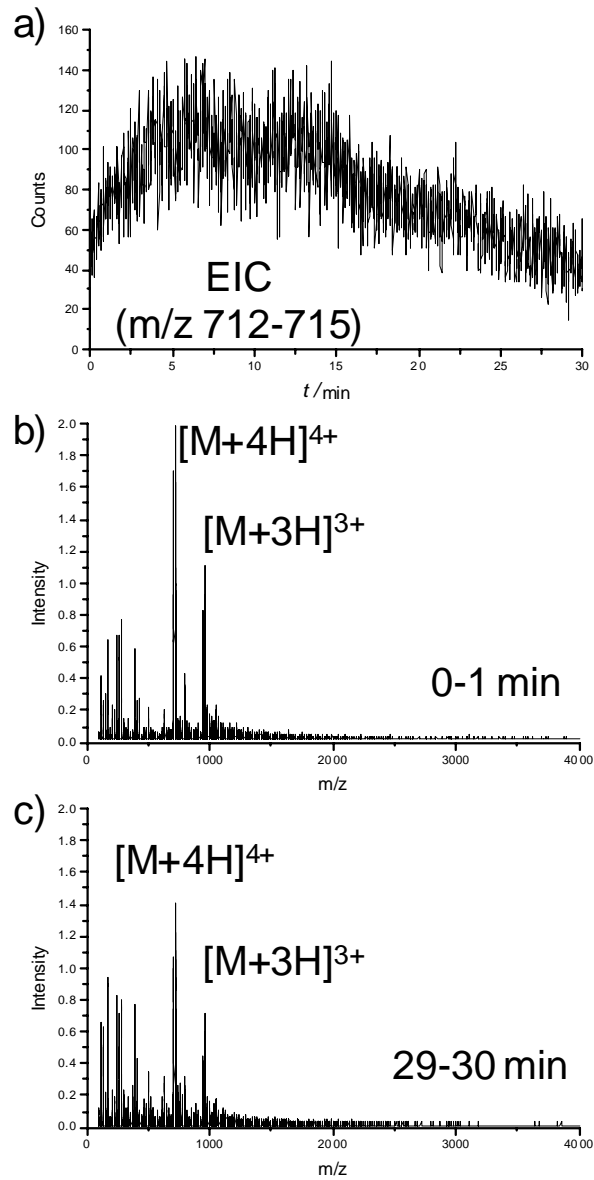 a)
160
140
120
100
80
60
40
20
0
Counts
EIC
(m/z 712-715)
0 5 10 15 20 25 30
t/min
b)
2.0
1.8
1.6
1.4
1.2
1.0
0.8
0.6
0.4
0.2
0.0
Intensity
[M+4H]4+
[M+3H]3+
0-1 min
0 1000 2000 3000 4000
m/z
c)
2.0
1.8
1.6
1.4
1.2
1.0
0.8
0.6
0.4
0.2
0.0
Intensity
[M+4H]4+
[M+3H]3+
29-30 min
0 1000 2000 3000 4000
m/z